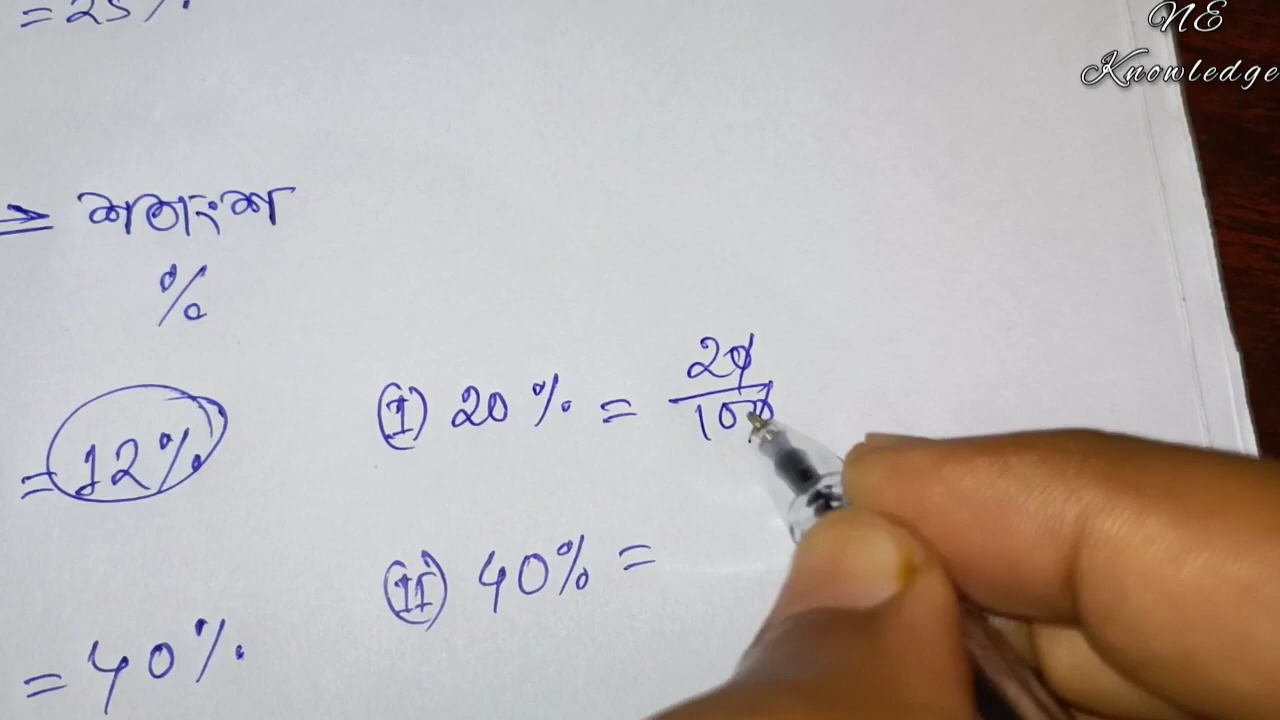 = 25%
NE
Knowledge
⇒ শতাংশ
%
(I) 20% = 20/100
= 12%
(II) 40% =
= 40%